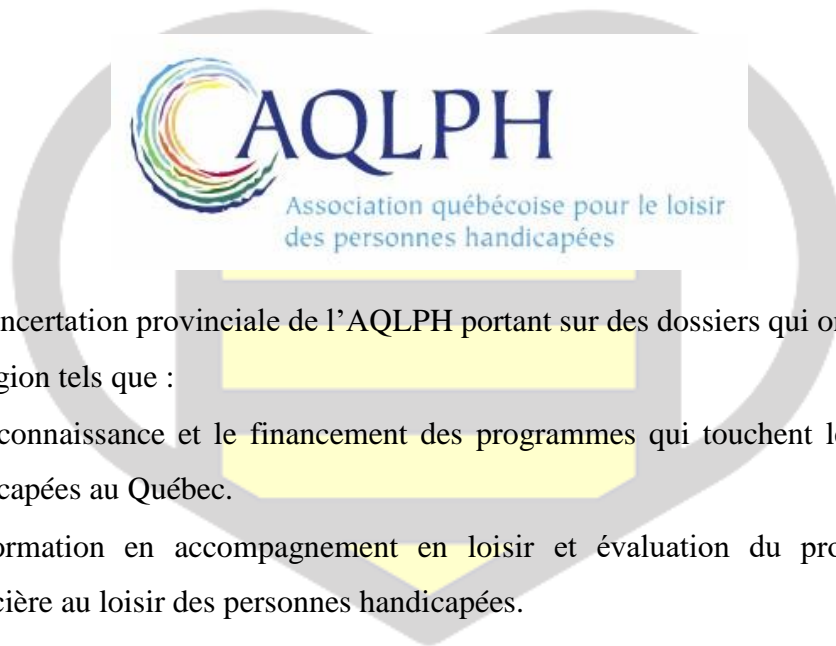 AQLPH
Association québécoise pour le loisir
des personnes handicapées
ncertation provinciale de l’AQLPH portant sur des dossiers qui o
gion tels que :
connaissance et le financement des programmes qui touchent l
capées au Québec.
ormation en accompagnement en loisir et évaluation du pro
cière au loisir des personnes handicapées.